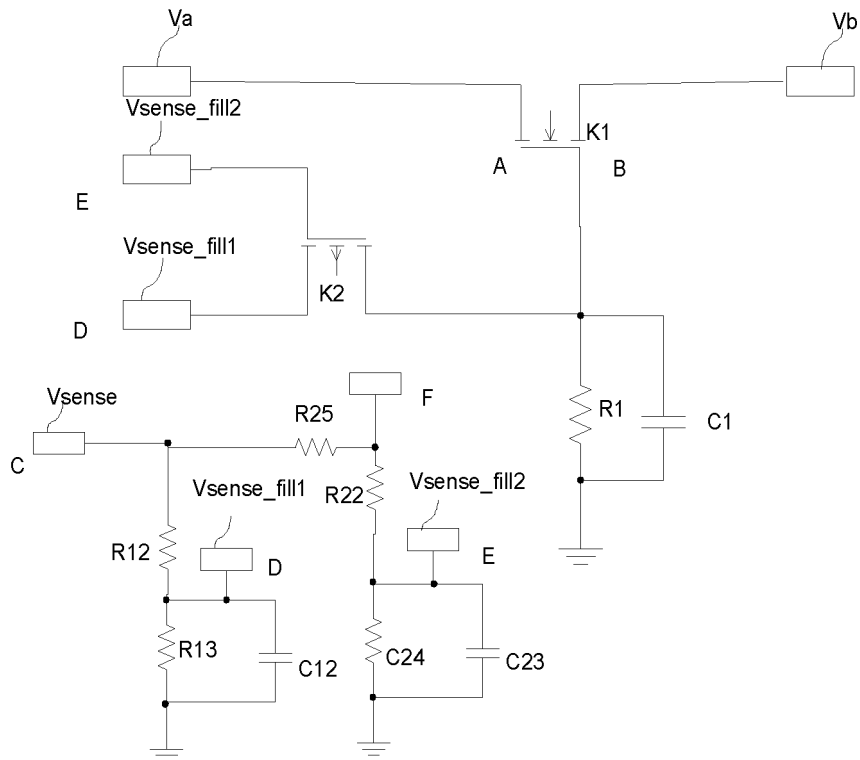 Va
Vb
Vsense_fill2
K1
A
B
E
Vsense_fill1
K2
D
Vsense
F
R25
R1
C1
C
Vsense_fill1
R22
Vsense_fill2
R12
D
E
R13
C12
C24
C23